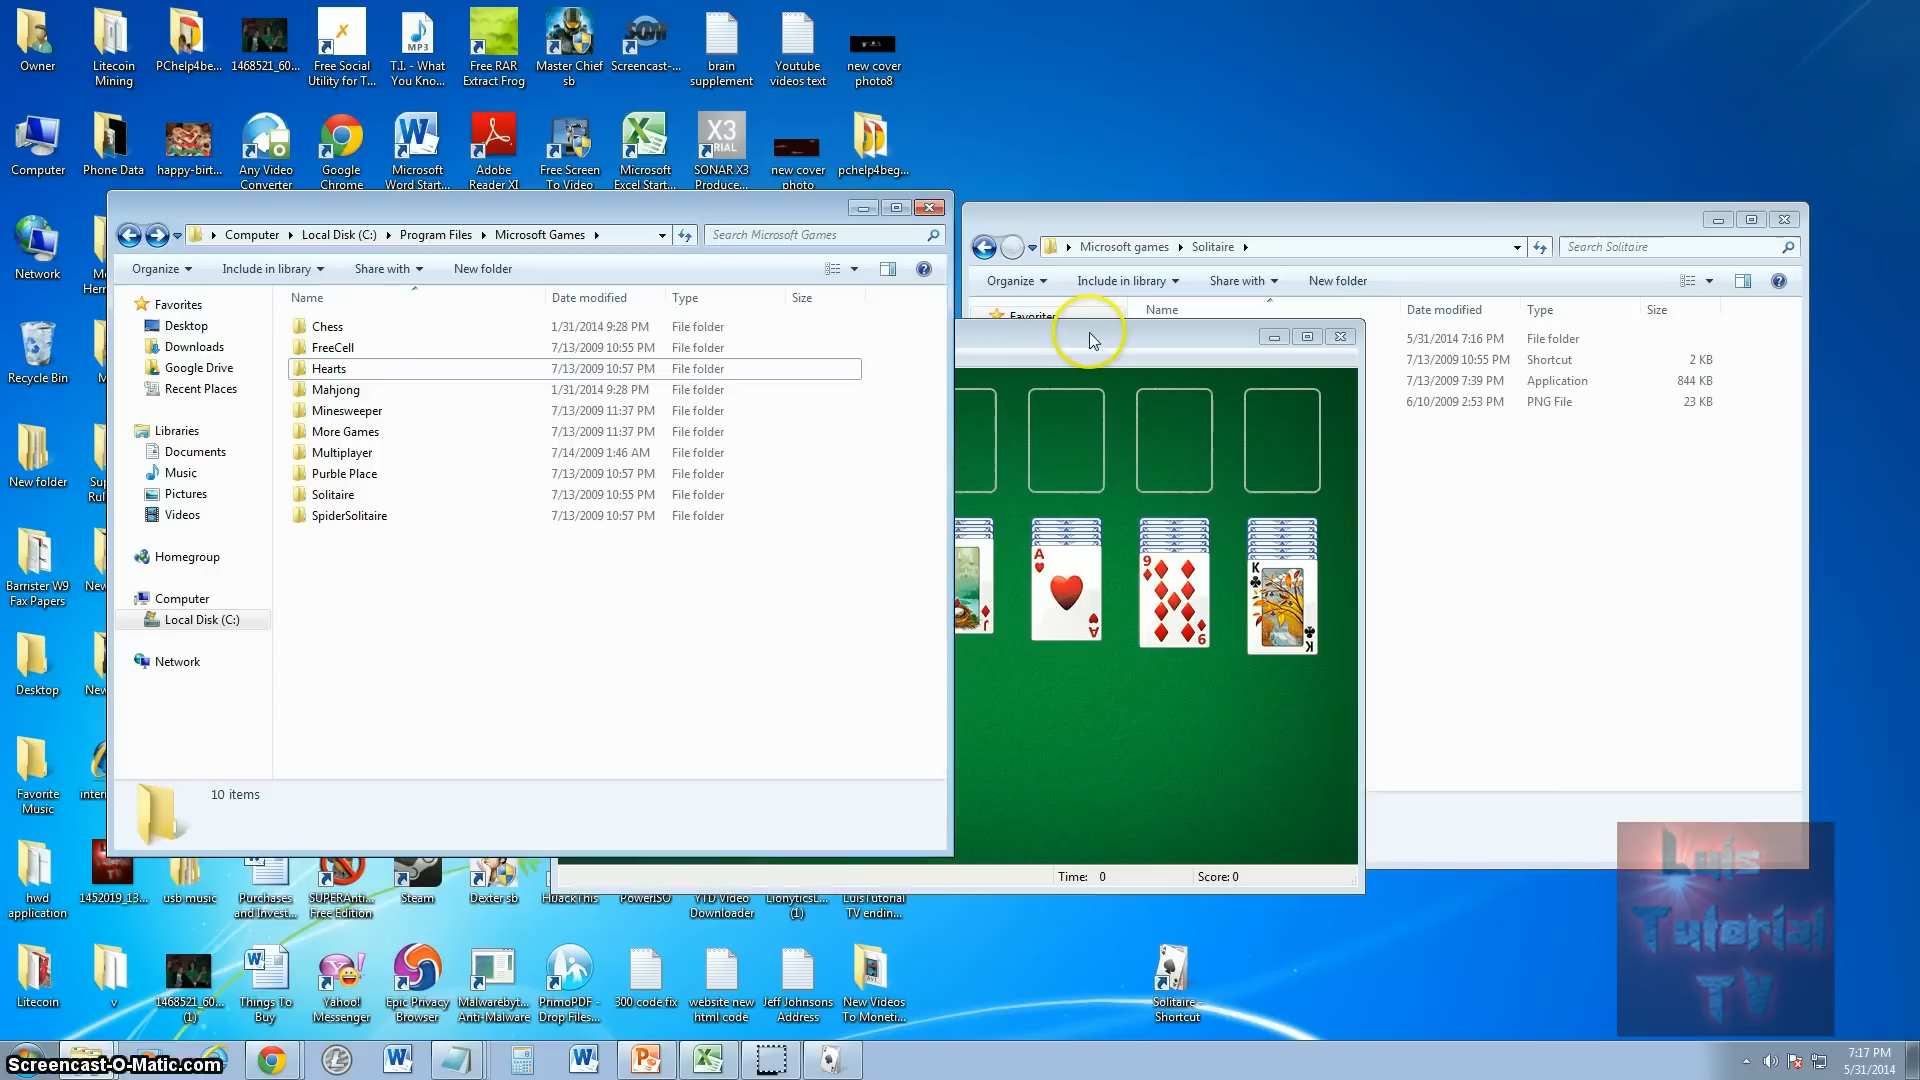 Owner
Litecoin
Mining
PChelp4be...
1468521_60...
Free Social
Utility for T...
T.I. - What
You Kno...
Free RAR
Extract Frog
Master Chief
sb
Screencast-...
brain
supplement
Youtube
videos text
new cover
photo8
Computer
Phone Data
happy-birt...
Any Video
Converter
Google
Chrome
Microsoft
Word Start...
Adobe
Reader XI
Free Screen
To Video
Microsoft
Excel Start...
SONAR X3
Produce...
new cover
photo
pchelp4beg...
Network
Recycle Bin
New folder
Barrister W9
Fax Papers
Desktop
Favorite
Music
Computer Local Disk (C:) Program Files Microsoft Games
Search Microsoft Games
Organize Include in library Share with New folder
Name Date modified Type Size
Favorites
Desktop
Downloads
Google Drive
Recent Places
Libraries
Documents
Music
Pictures
Videos
Homegroup
Computer
Local Disk (C:)
Network
Chess 1/31/2014 9:28 PM File folder
FreeCell 7/13/2009 10:55 PM File folder
Hearts 7/13/2009 10:57 PM File folder
Mahjong 1/31/2014 9:28 PM File folder
Minesweeper 7/13/2009 11:37 PM File folder
More Games 7/13/2009 11:37 PM File folder
Multiplayer 7/14/2009 1:46 AM File folder
Purble Place 7/13/2009 10:57 PM File folder
Solitaire 7/13/2009 10:55 PM File folder
SpiderSolitaire 7/13/2009 10:57 PM File folder
10 items
Microsoft games Solitaire
Search Solitaire
Organize Include in library Share with New folder
Name Date modified Type Size
Favorites
5/31/2014 7:16 PM File folder
7/13/2009 10:55 PM Shortcut 2 KB
7/13/2009 7:39 PM Application 844 KB
6/10/2009 2:53 PM PNG File 23 KB
J
A
A
9
9
K
K
Time: 0 Score: 0
hwd
application
1452019_13...
usb music
Purchases
and Invest...
SUPERAnti...
Free Edition
Steam
Dexter sb
HiJackThis
PowerISO
YTD Video
Downloader
LionyticsL...
(1)
LuisTutorial
TV endin...
Litecoin
v
1468521_60...
(1)
Things To
Buy
Yahoo!
Messenger
Epic Privacy
Browser
Malwarebyt...
Anti-Malware
PrimoPDF -
Drop Files...
300 code fix
website new
html code
Jeff Johnsons
Address
New Videos
To Moneti...
Solitaire -
Shortcut
Luis
Tutorial
TV
Screencast-O-Matic.com
7:17 PM
5/31/2014